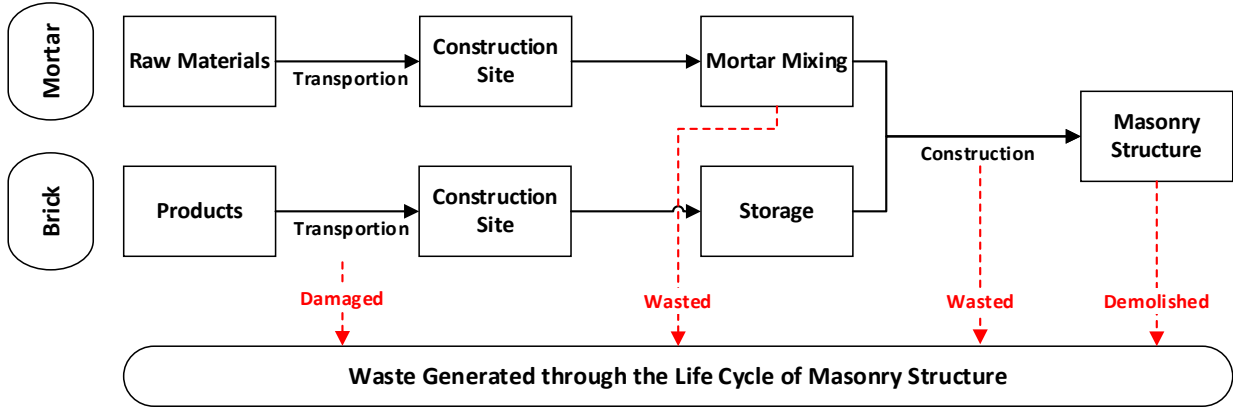 Mortar
Raw Materials
Transportion
Construction
Site
Mortar Mixing
Construction
Masonry
Structure
Brick
Products
Transportion
Construction
Site
Storage
Damaged
Wasted
Wasted
Demolished
Waste Generated through the Life Cycle of Masonry Structure